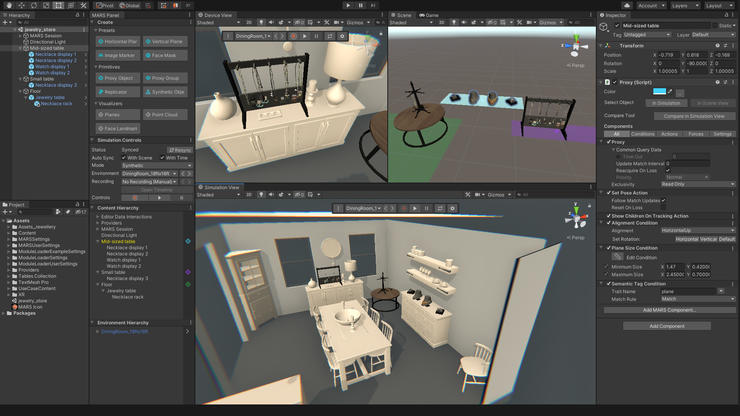 Pivot
Global
Account
Layers
Layout
Hierarchy
All
jewelry_store
MARS Session
Directional Light
Mid-sized table
Necklace display 1
Necklace display 2
Watch display 1
Watch display 2
Small table
Necklace display 3
Floor
Jewelry table
Necklace rack
Project
Assets
Assets_Jewellery
Content
MARSSettings
MARSUserSettings
ModuleLoaderExampleSettings
ModuleLoaderSettings
ModuleLoaderUserSettings
Providers
Tables Collection
TextMesh Pro
UseCaseContent
XR
jewelry_store
MARS Icon
Packages
MARS Panel
Create
Presets
Horizontal Plan
Vertical Plane
Image Marker
Face Mask
Primitives
Proxy Object
Proxy Group
Replicator
Synthetic Obje
Visualizers
Planes
Point Cloud
Face Landmarl
Simulation Controls
Status
Synced
Resync
Auto Sync
With Scene
With Time
Mode
Synthetic
Environment
DiningRoom_18ftx16ft
Recording
No Recording (Manual)
Open Timeline
Controls
Content Hierarchy
Editor Data Interactions
Providers
MARS Session
Directional Light
Mid-sized table
Necklace display 1
Necklace display 2
Watch display 1
Watch display 2
Small table
Necklace display 3
Floor
Jewelry table
Necklace rack
Environment Hierarchy
DiningRoom_18ft16ft
Device View
Shaded
2D
Gizmos
DiningRoom_1
Scene
Game
Shaded
2D
Persp
Simulation View
Shaded
2D
Gizmos
DiningRoom_1
Persp
Inspector
Mid-sized table
Static
Tag
Untagged
Layer
Default
Transform
Position
X
-0.719
Y
0.818
Z
-0.169
Rotation
X
0
Y
-90.0000
Z
0
Scale
X
1.00005
Y
1
Z
1.00005
Proxy (Script)
Color
Select Object
In Simulation
In Scene View
Compare Tool
Compare in Simulation View
Components
All
Conditions
Actions
Forces
Settings
Proxy
Common Query Data
Time Out
0
Update Match Interval
0
Reacquire On Loss
Priority
Normal
Exclusivity
Read Only
Set Pose Action
Follow Match Updates
Reset On Loss
Show Children On Tracking Action
Alignment Condition
Alignment
HorizontalUp
Set Rotation:
Horizontal
Vertical
Default
Plane Size Condition
Edit Condition
Minimum Size
X
1.47
Y
0.42000
Maximum Size
X
2.45000
Y
0.70000
Semantic Tag Condition
Trait Name
plane
Match Rule
Match
Add MARS Component...
Add Component